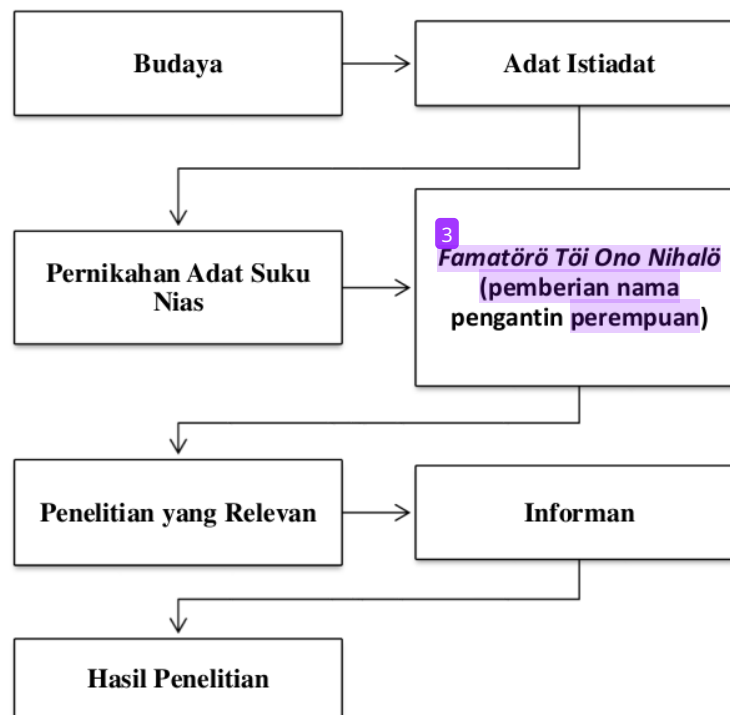 Budaya
Adat Istiadat
Pernikahan Adat Suku
Nias
3
Famatörö Töi Ono Nihalö
(pemberian nama
pengantin perempuan)
Penelitian yang Relevan
Informan
Hasil Penelitian